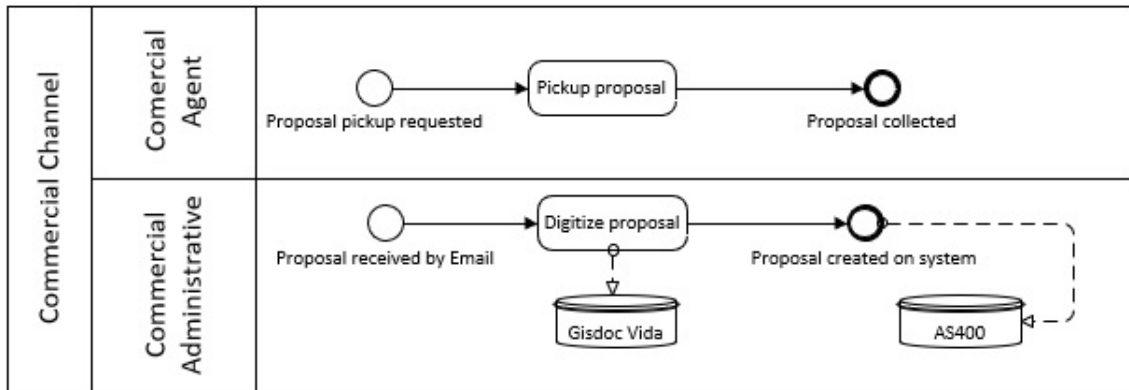 Commercial Channel
Comercial
Agent
Proposal pickup requested
Pickup proposal
Proposal collected
Commercial
Administrative
Proposal received by Email
Digitize proposal
Proposal created on system
Gisdoc Vida
AS400